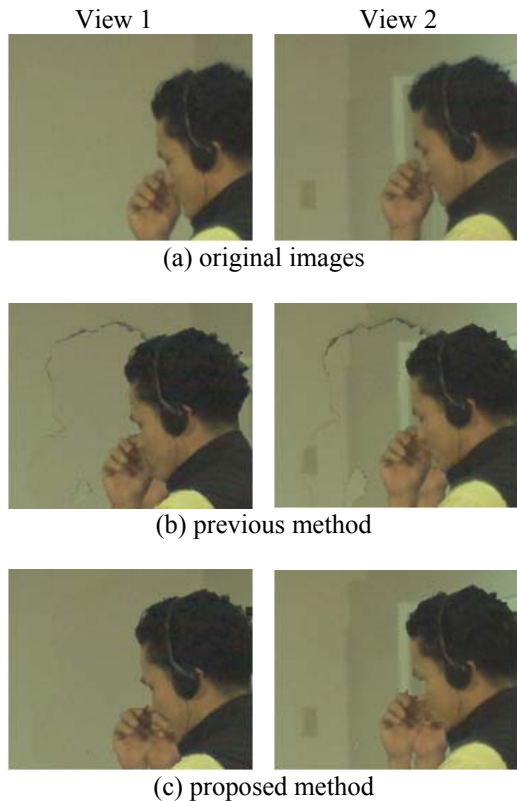 View 1 View 2
(a) original images
(b) previous method
(c) proposed method